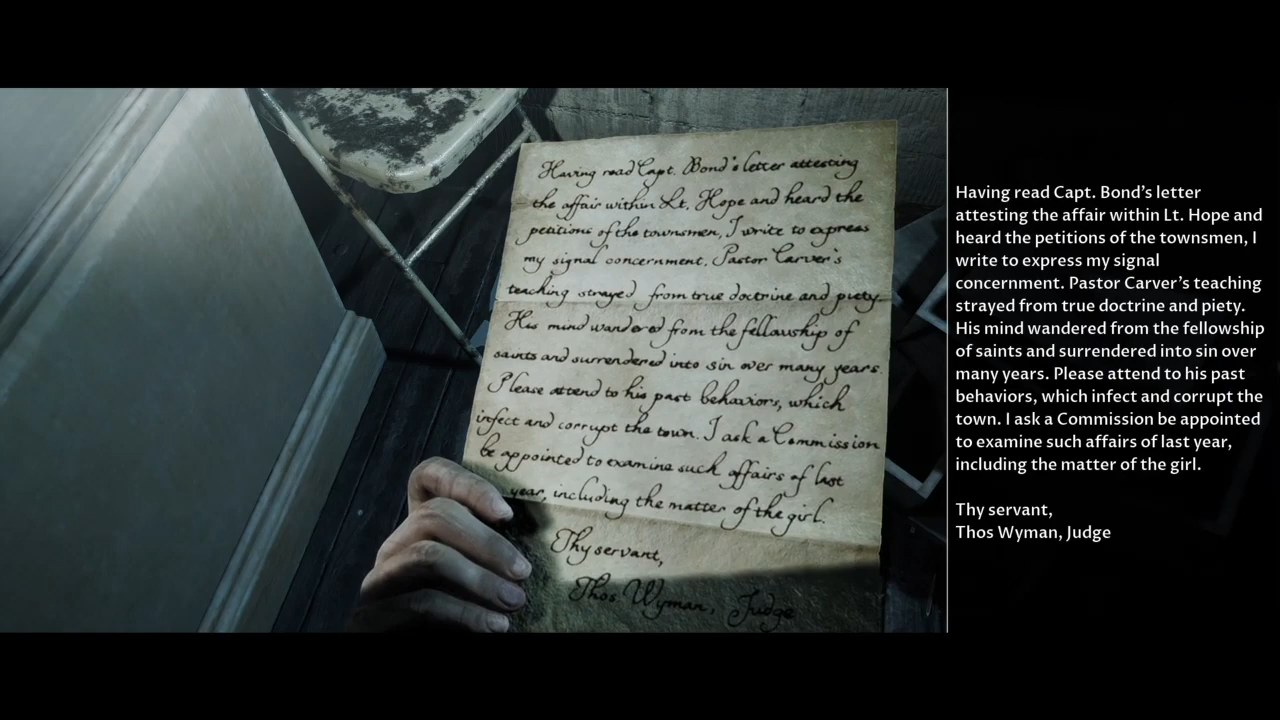 Having read Capt. Bond's letter attesting
the affair within Lt. Hope and heard the
petitions of the townsmen, I write to express
my signal concernment. Pastor Carver's
teaching strayed from true doctrine and piety.
His mind wandered from the fellowship of
saints and surrendered into sin over many years.
Please attend to his past behaviors, which
infect and corrupt the town. I ask a Commission
be appointed to examine such affairs of last
year, including the matter of the girl.
Thy servant,
Thos Wyman, Judge
Having read Capt. Bond's letter
attesting the affair within Lt. Hope and
heard the petitions of the townsmen, I
write to express my signal
concernment. Pastor Carver's teaching
strayed from true doctrine and piety.
His mind wandered from the fellowship
of saints and surrendered into sin over
many years. Please attend to his past
behaviors, which infect and corrupt the
town. I ask a Commission be appointed
to examine such affairs of last year,
including the matter of the girl.
Thy servant,
Thos Wyman, Judge